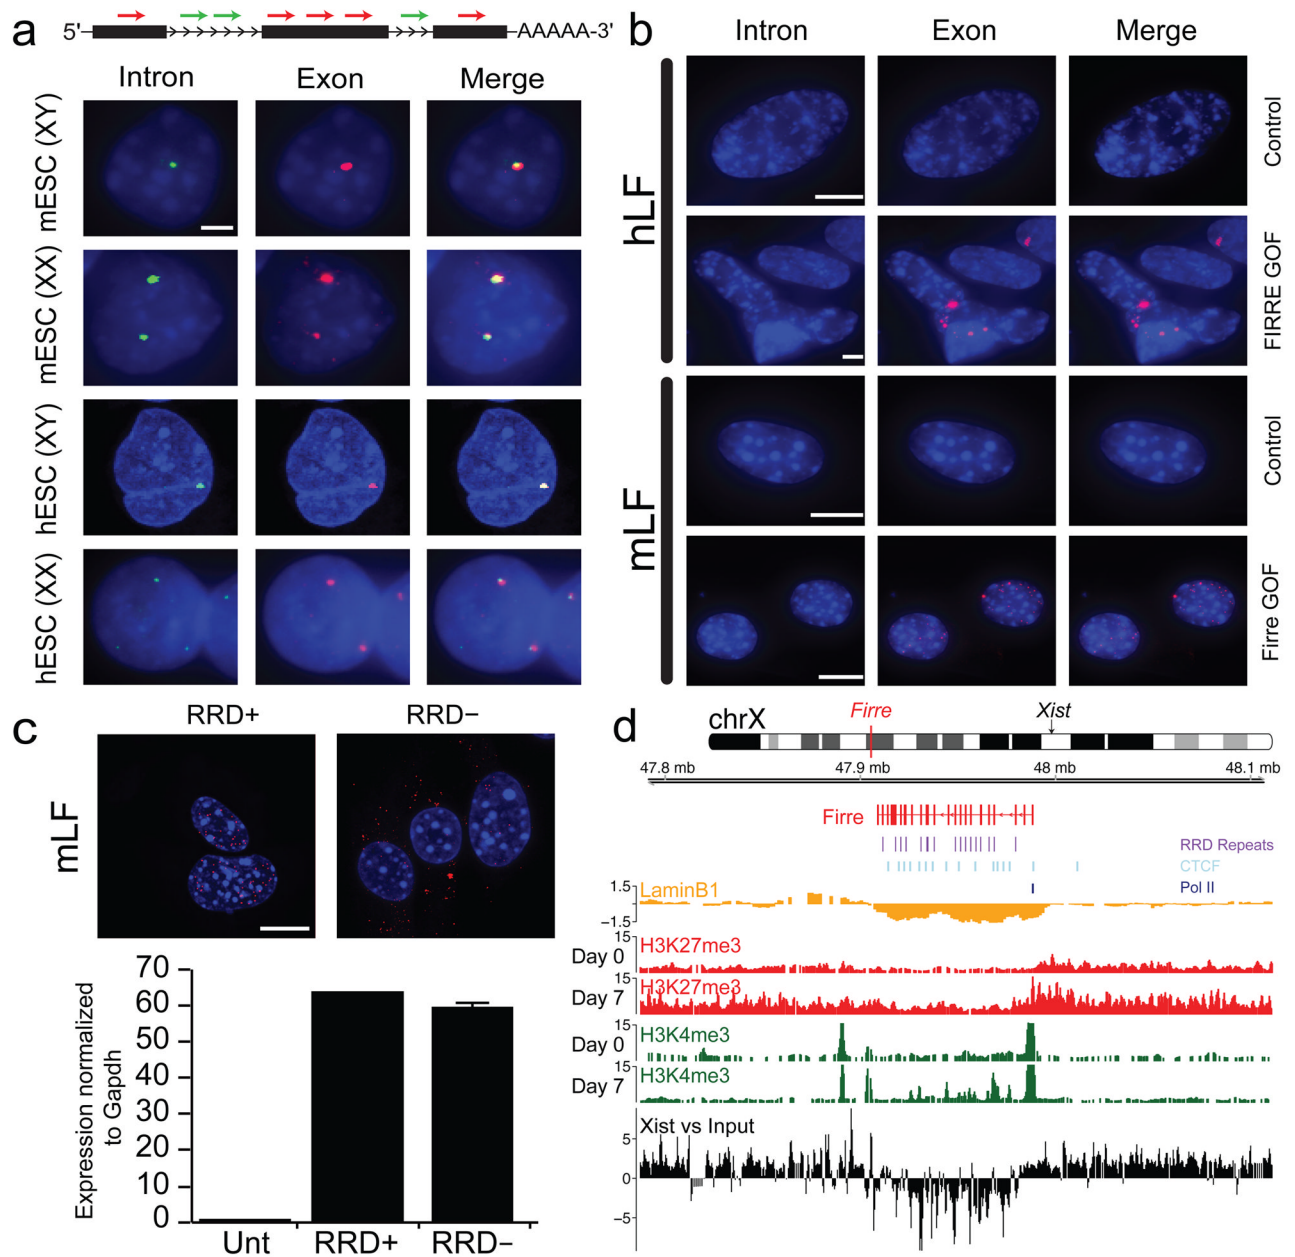 a
5'-
-AAAAA-3'
Intron Exon Merge
mESC (XY)
mESC (XX)
hESC (XY)
hESC (XX)
b
Intron Exon Merge
hLF
Control
FIRRE GOF
mLF
Control
Firre GOF
c
RRD+ RRD−
mLF
Expression normalized
to Gapdh
70
60
50
40
30
20
10
0
Unt RRD+ RRD−
d
chrX
Firre
Xist
47.8 mb 47.9 mb 48 mb 48.1 mb
Firre
RRD Repeats
CTCF
Pol II
1.5
LaminB1
−1.5
15
H3K27me3
Day 0
15
H3K27me3
Day 7
15
H3K4me3
Day 0
15
H3K4me3
Day 7
Xist vs Input
5
0
−5